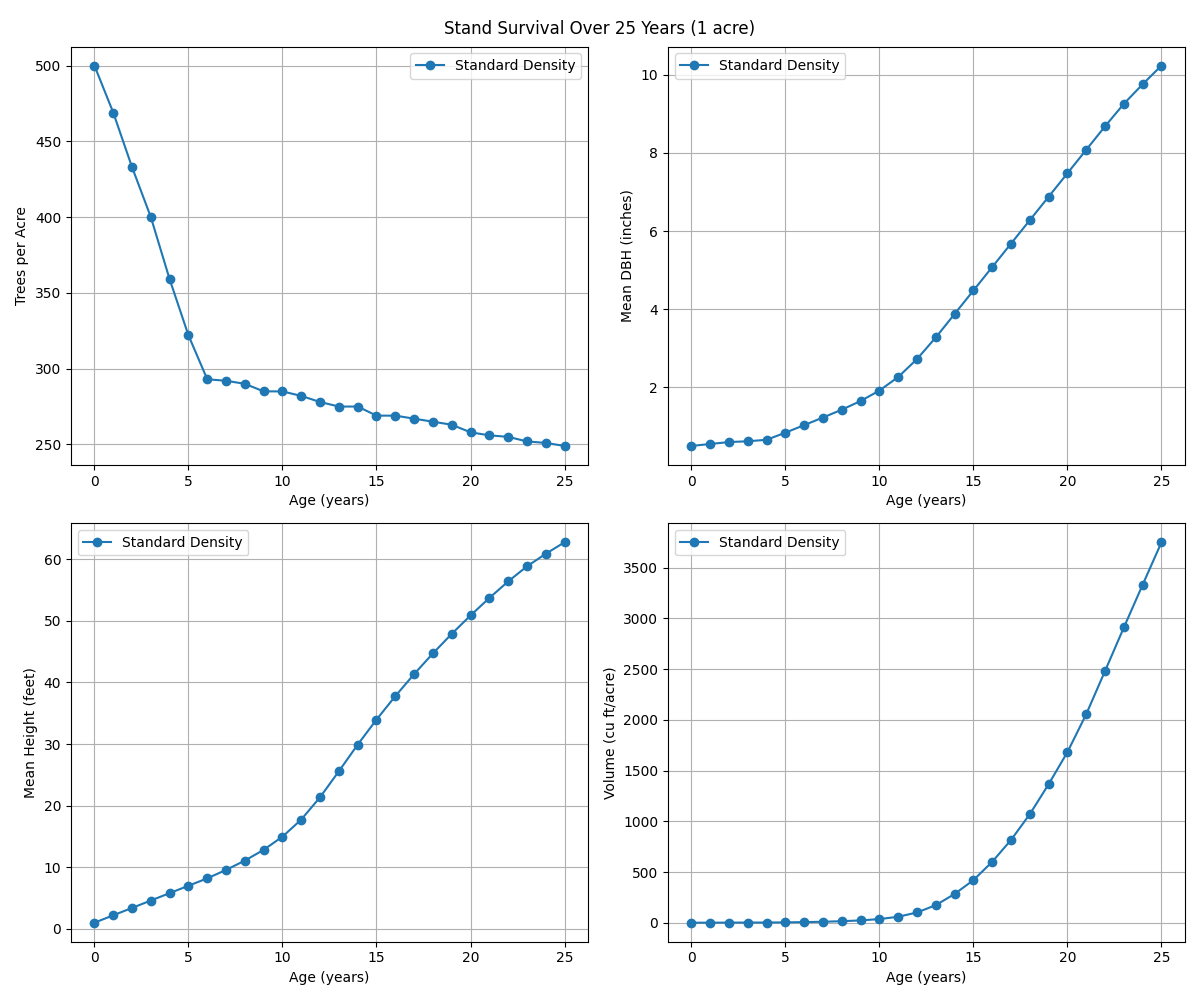 Stand Survival Over 25 Years (1 acre)
Standard Density
Trees per Acre
500
450
400
350
300
250
0 5 10 15 20 25
Age (years)
Standard Density
Mean DBH (inches)
10
8
6
4
2
0 5 10 15 20 25
Age (years)
Standard Density
Mean Height (feet)
60
50
40
30
20
10
0
0 5 10 15 20 25
Age (years)
Standard Density
Volume (cu ft/acre)
3500
3000
2500
2000
1500
1000
500
0
0 5 10 15 20 25
Age (years)